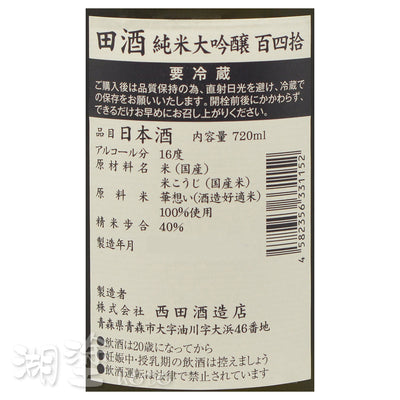 田酒 純米大吟醸 百四拾
要冷蔵
ご購入後は品質保持の為、直射日光を避け、冷蔵で
の保存をお願いいたします。開栓前後にかかわらず、
できるだけお早めにお召し上がりください。
品目 日本酒 内容量 720ml
アルコール分 16度
原材料名 米(国産)
米こうじ(国産米)
原料米 華想い(酒造好適米)
100%使用
精米歩合 40%
製造年月
4 582356 331152
製造者
株式会社 西田酒造店
青森県青森市大字油川字大浜46番地
●飲酒は20歳になってから
●妊娠中・授乳期の飲酒は控えましょう
●飲酒運転は法律で禁止されています